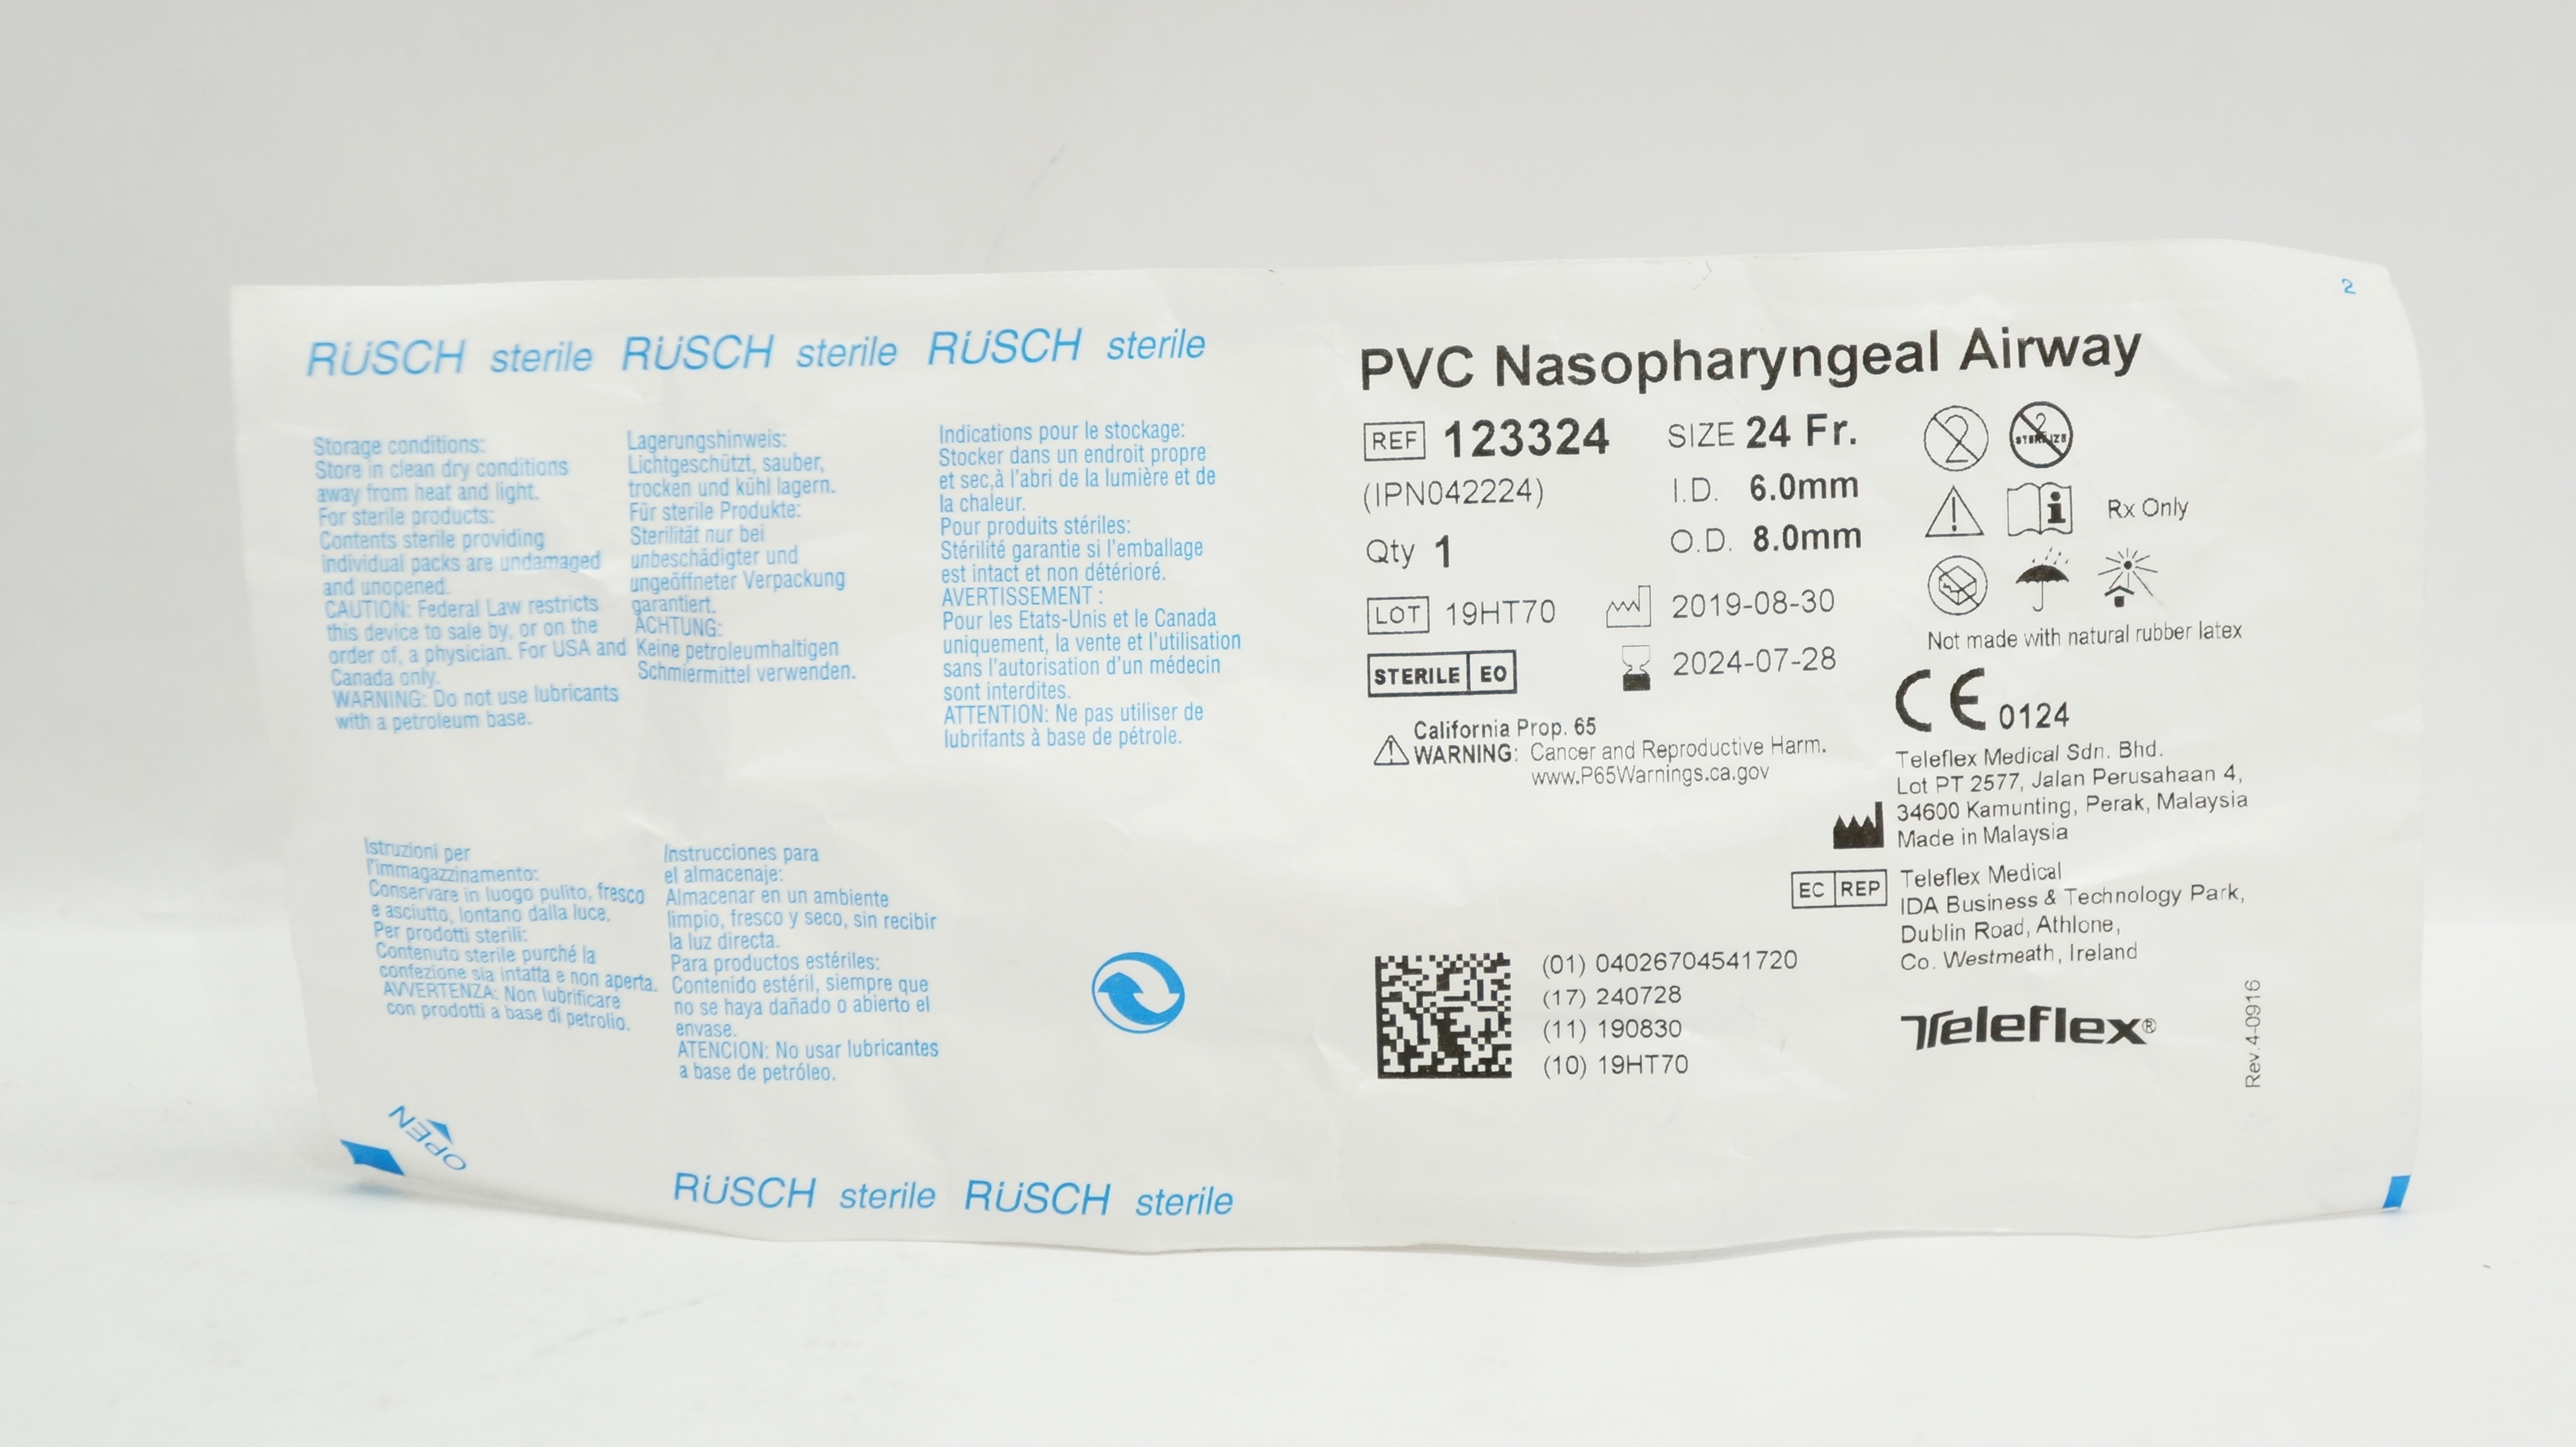 2
RÜSCH sterile RÜSCH sterile RÜSCH sterile
Storage conditions:
Store in clean dry conditions
away from heat and light.
For sterile products:
Contents sterile providing
individual packs are undamaged
and unopened.
CAUTION: Federal Law restricts
this device to sale by, or on the
order of, a physician. For USA and
Canada only.
WARNING: Do not use lubricants
with a petroleum base.
Lagerungshinweis:
Lichtgeschützt, sauber,
trocken und kühl lagern.
Für sterile Produkte:
Sterilität nur bei
unbeschädigter und
ungeöffneter Verpackung
garantiert.
ACHTUNG:
Keine petroleumhaltigen
Schmiermittel verwenden.
Indications pour le stockage:
Stocker dans un endroit propre
et sec,à l'abri de la lumière et de
la chaleur.
Pour produits stériles:
Stérilité garantie si l'emballage
est intact et non détérioré.
AVERTISSEMENT :
Pour les Etats-Unis et le Canada
uniquement, la vente et l'utilisation
sans l'autorisation d'un médecin
sont interdites.
ATTENTION: Ne pas utiliser de
lubrifants à base de pétrole.
Istruzioni per
l'immagazzinamento:
Conservare in luogo pulito, fresco
e asciutto, lontano dalla luce.
Per prodotti sterili:
Contenuto sterile purché la
confezione sia intatta e non aperta.
AVVERTENZA: Non lubrificare
con prodotti a base di petrolio.
Instrucciones para
el almacenaje:
Almacenar en un ambiente
limpio, fresco y seco, sin recibir
la luz directa.
Para productos estériles:
Contenido estéril, siempre que
no se haya dañado o abierto el
envase.
ATENCION: No usar lubricantes
a base de petróleo.
OPEN
RÜSCH sterile RÜSCH sterile
PVC Nasopharyngeal Airway
REF 123324
(IPN042224)
Qty 1
SIZE 24 Fr.
I.D. 6.0mm
O.D. 8.0mm
LOT 19HT70
2019-08-30
STERILE EO
2024-07-28
California Prop. 65
WARNING: Cancer and Reproductive Harm.
www.P65Warnings.ca.gov
2
2
STERILIZE
Rx Only
Not made with natural rubber latex
CE 0124
Teleflex Medical Sdn. Bhd.
Lot PT 2577, Jalan Perusahaan 4,
34600 Kamunting, Perak, Malaysia
Made in Malaysia
EC REP
Teleflex Medical
IDA Business & Technology Park,
Dublin Road, Athlone,
Co. Westmeath, Ireland
(01) 04026704541720
(17) 240728
(11) 190830
(10) 19HT70
Teleflex®
Rev.4-0916